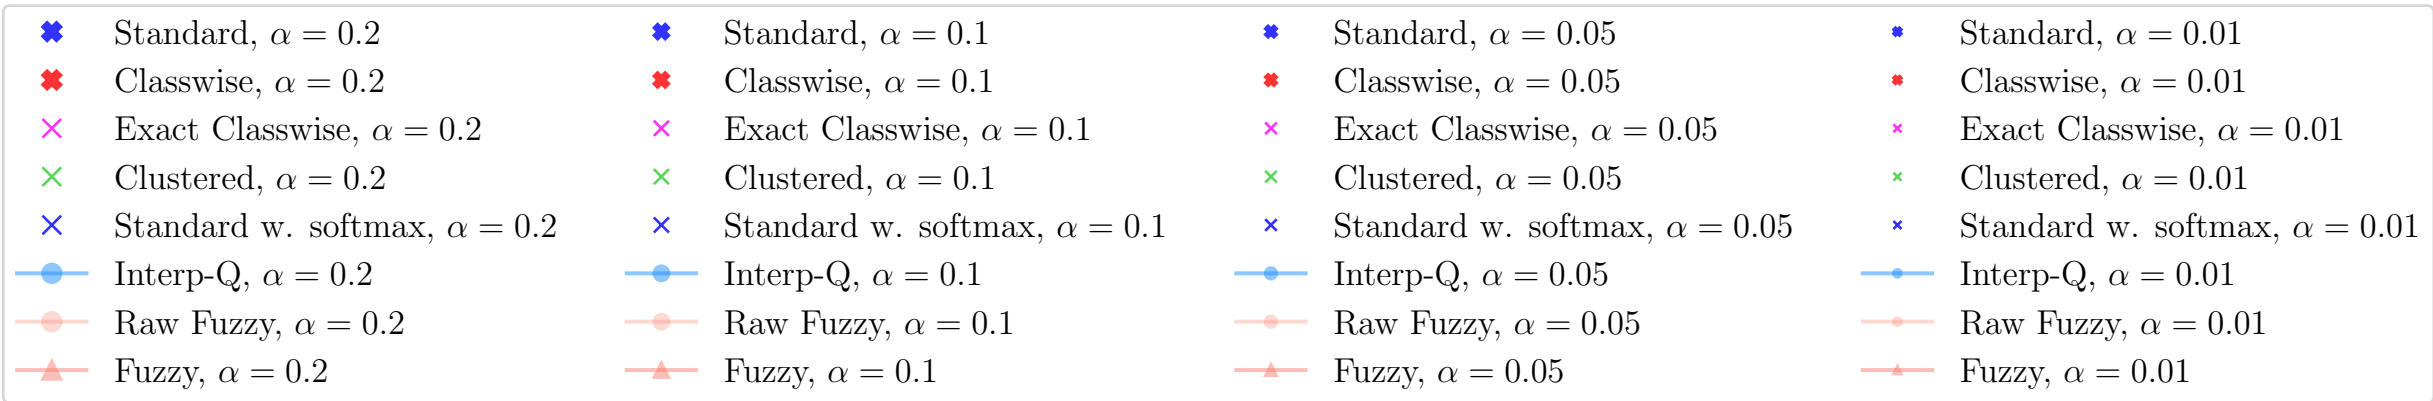 Standard, α = 0.2 Standard, α = 0.1 Standard, α = 0.05 Standard, α = 0.01
Classwise, α = 0.2 Classwise, α = 0.1 Classwise, α = 0.05 Classwise, α = 0.01
Exact Classwise, α = 0.2 Exact Classwise, α = 0.1 Exact Classwise, α = 0.05 Exact Classwise, α = 0.01
Clustered, α = 0.2 Clustered, α = 0.1 Clustered, α = 0.05 Clustered, α = 0.01
Standard w. softmax, α = 0.2 Standard w. softmax, α = 0.1 Standard w. softmax, α = 0.05 Standard w. softmax, α = 0.01
Interp-Q, α = 0.2 Interp-Q, α = 0.1 Interp-Q, α = 0.05 Interp-Q, α = 0.01
Raw Fuzzy, α = 0.2 Raw Fuzzy, α = 0.1 Raw Fuzzy, α = 0.05 Raw Fuzzy, α = 0.01
Fuzzy, α = 0.2 Fuzzy, α = 0.1 Fuzzy, α = 0.05 Fuzzy, α = 0.01